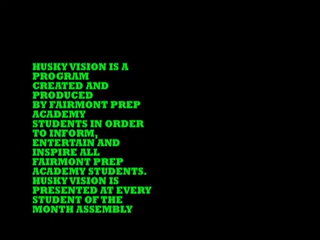 HUSKY VISION IS A
PROGRAM
CREATED AND
PRODUCED
BY FAIRMONT PREP
ACADEMY
STUDENTS IN ORDER
TO INFORM,
ENTERTAIN AND
INSPIRE ALL
FAIRMONT PREP
ACADEMY STUDENTS.
HUSKY VISION IS
PRESENTED AT EVERY
STUDENT OF THE
MONTH ASSEMBLY